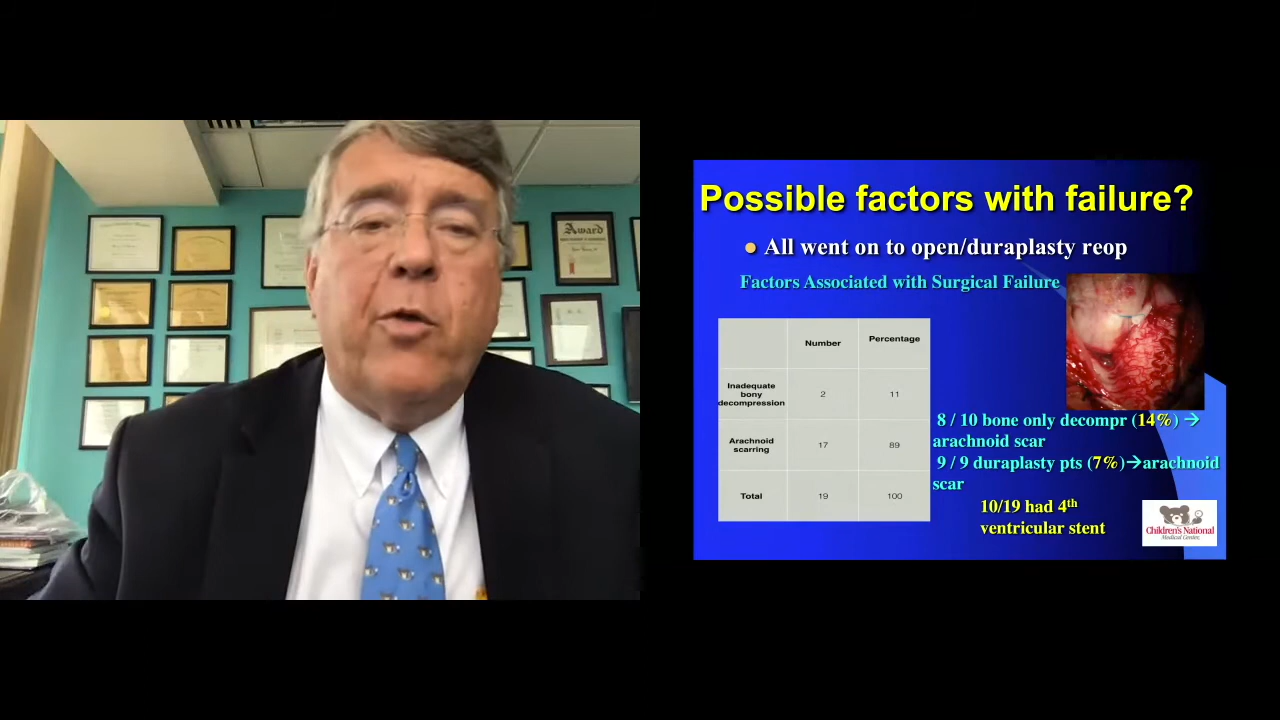 Award
Possible factors with failure?
All went on to open/duraplasty reop
Factors Associated with Surgical Failure
Number Percentage
Inadequate
bony
decompression
2 11
Arachnoid
scarring
17 89
Total 19 100
8 / 10 bone only decompr (14%) →
arachnoid scar
9 / 9 duraplasty pts (7%)→arachnoid
scar
10/19 had 4th
ventricular stent
Children's National
Medical Center